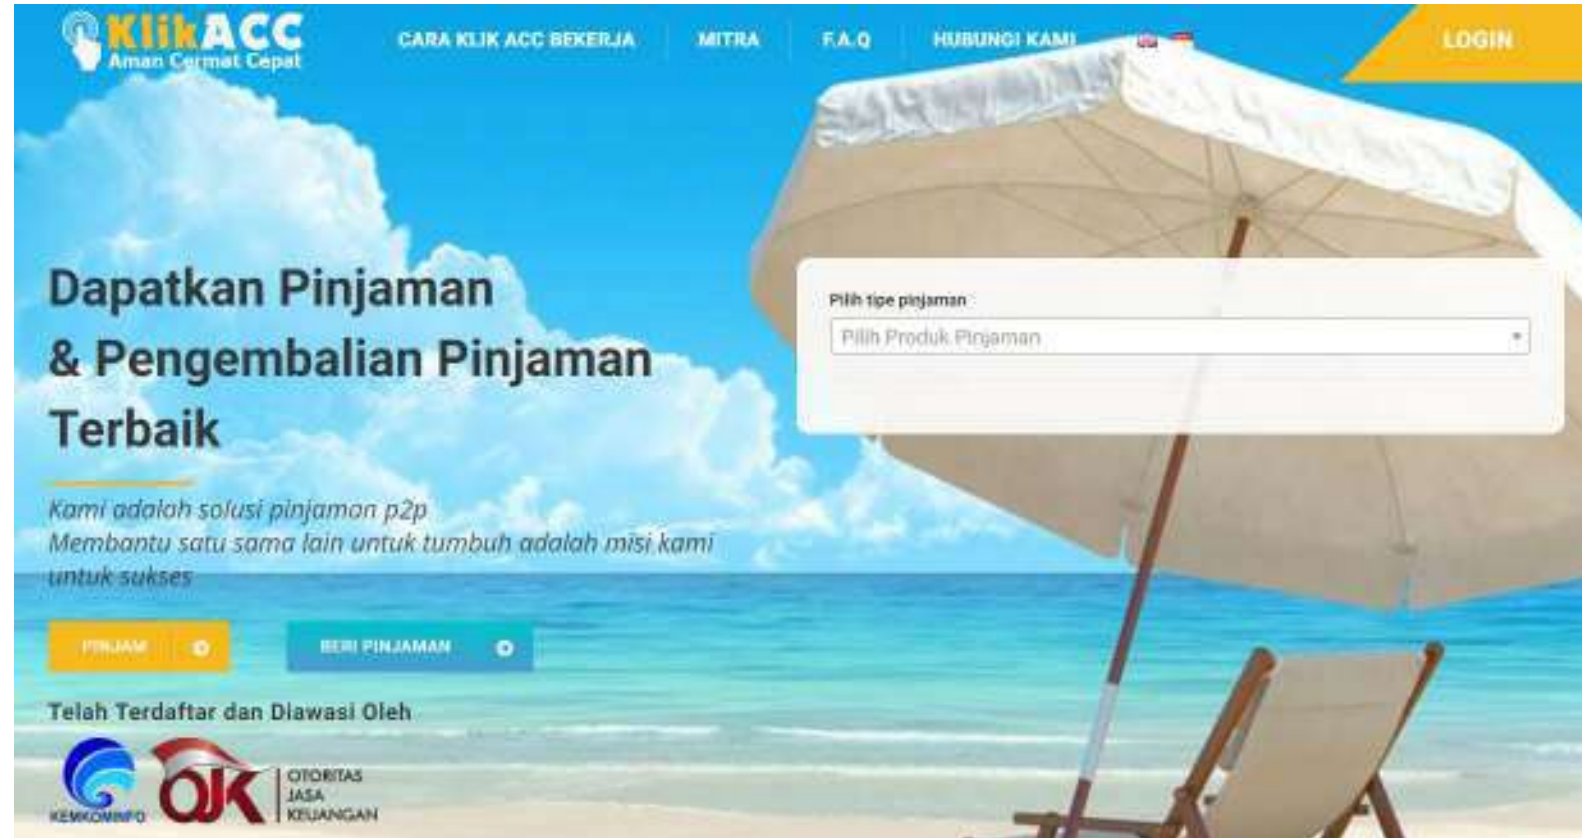 KlikACC
Aman Cermat Cepat
CARA KLIK ACC BEKERJA
MITRA
F.A.Q
HUBUNGI KAMI
LOGIN
Dapatkan Pinjaman
& Pengembalian Pinjaman
Terbaik
Kami adalah solusi pinjaman p2p
Membantu satu sama lain untuk tumbuh adalah misi kami
untuk sukses
PINJAM
BERI PINJAMAN
Pilih tipe pinjaman
Pilih Produk Pinjaman
Telah Terdaftar dan Diawasi Oleh
KEMKOMINFO
OJK
OTORITAS
JASA
KEUANGAN